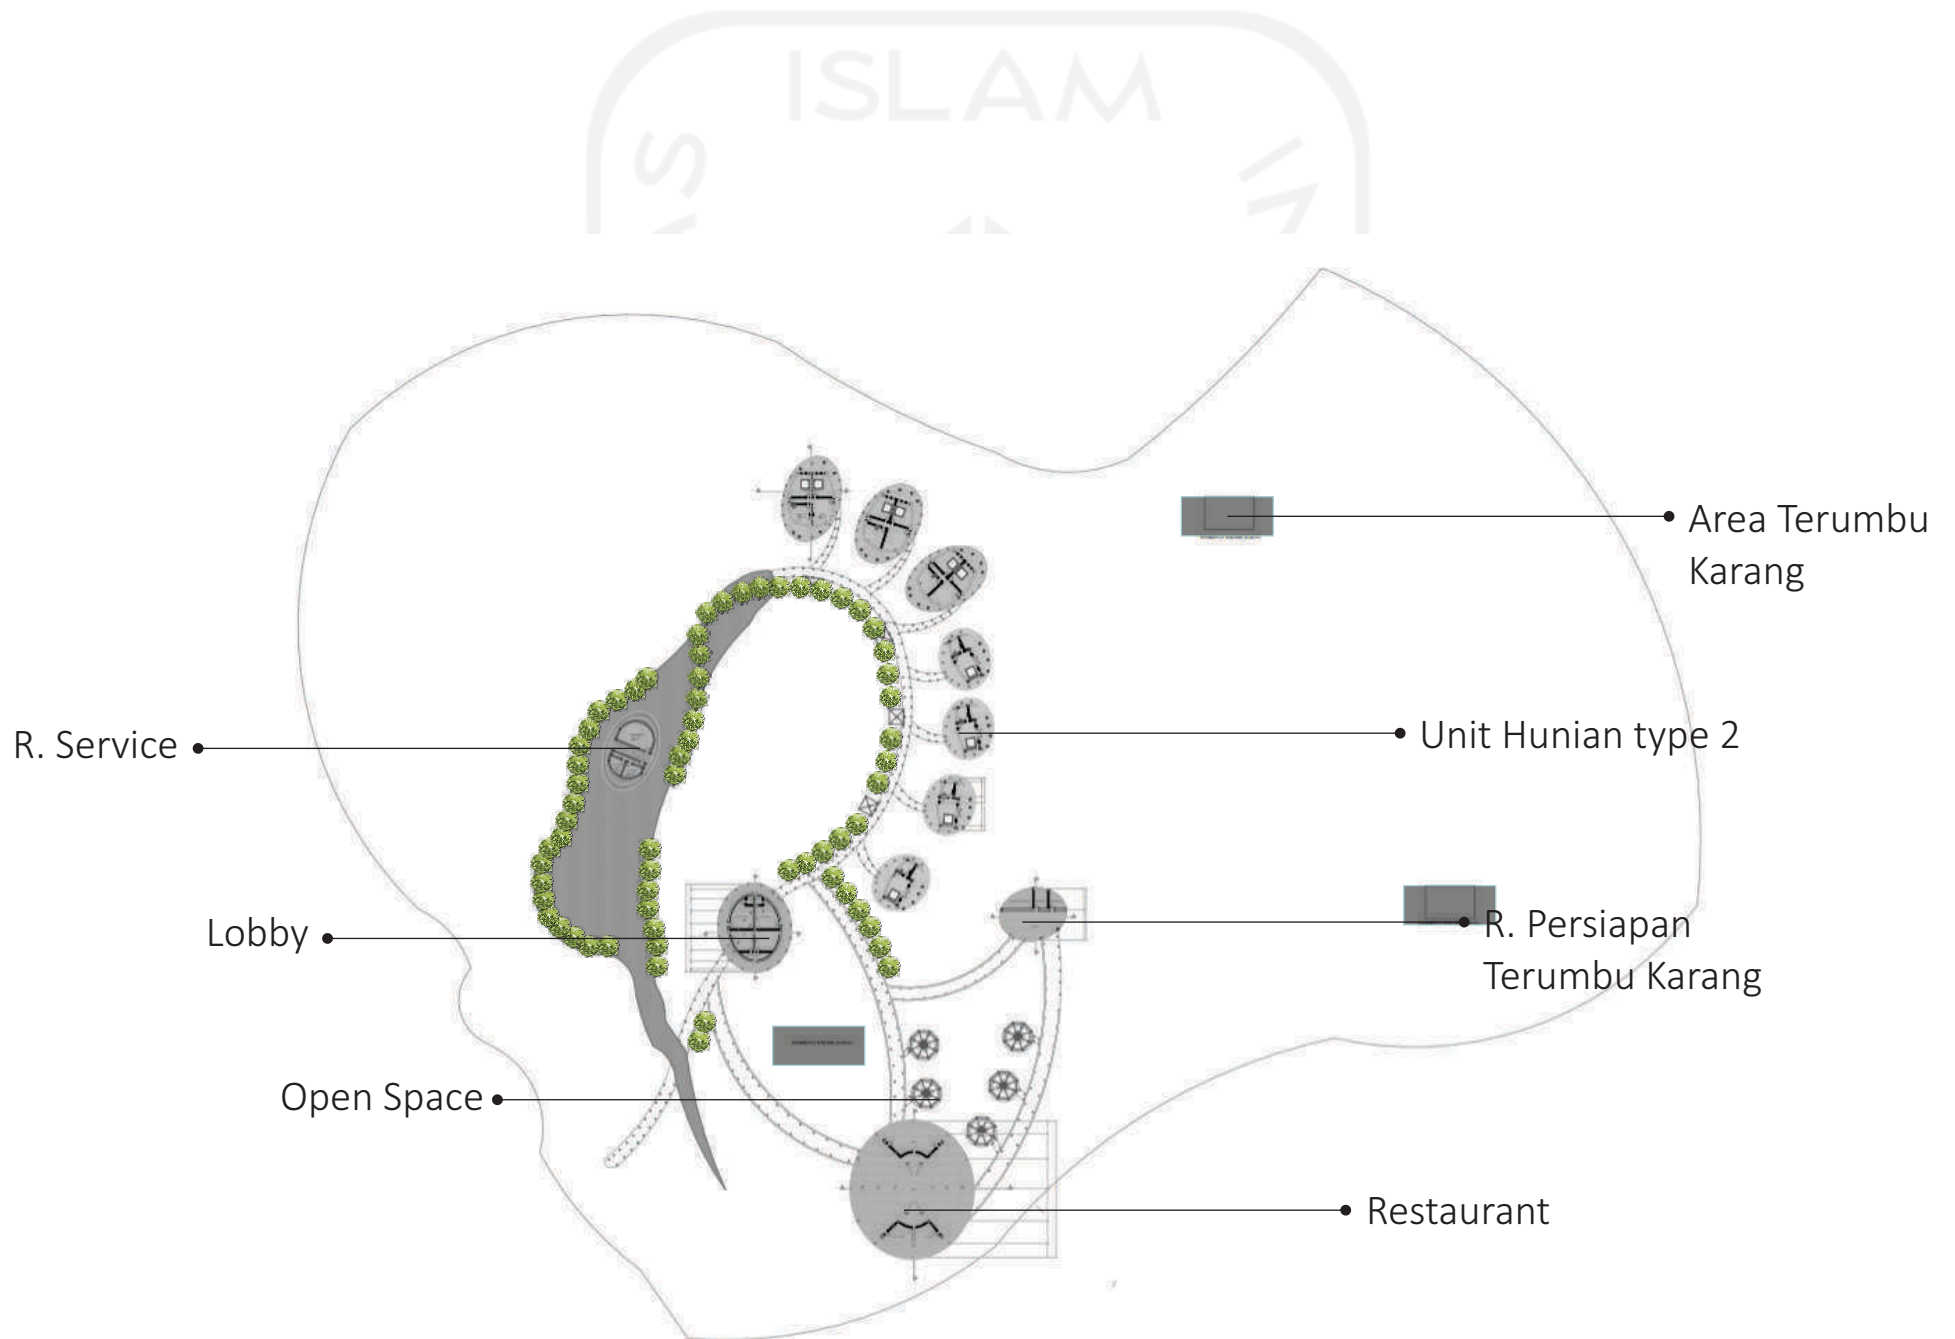 ISLAM
Area Terumbu
Karang
R. Service
Unit Hunian type 2
Lobby
R. Persiapan
Terumbu Karang
Open Space
Restaurant